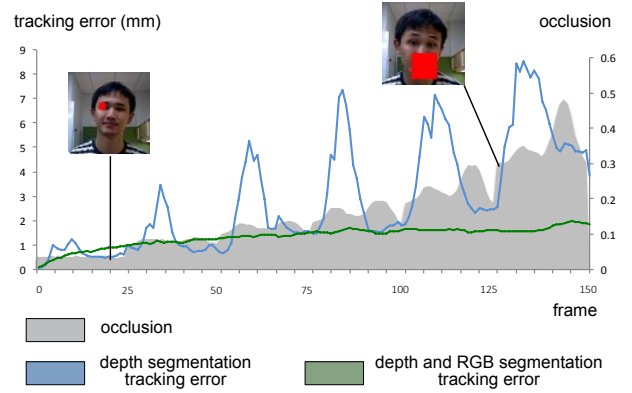 tracking error (mm)
occlusion
9
8
7
6
5
4
3
2
1
0
0.6
0.5
0.4
0.3
0.2
0.1
0
0 25 50 75 100 125 150
frame
occlusion
depth segmentation
tracking error
depth and RGB segmentation
tracking error